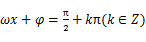 ωx + φ = π/2 + kπ(k ∈ Z)